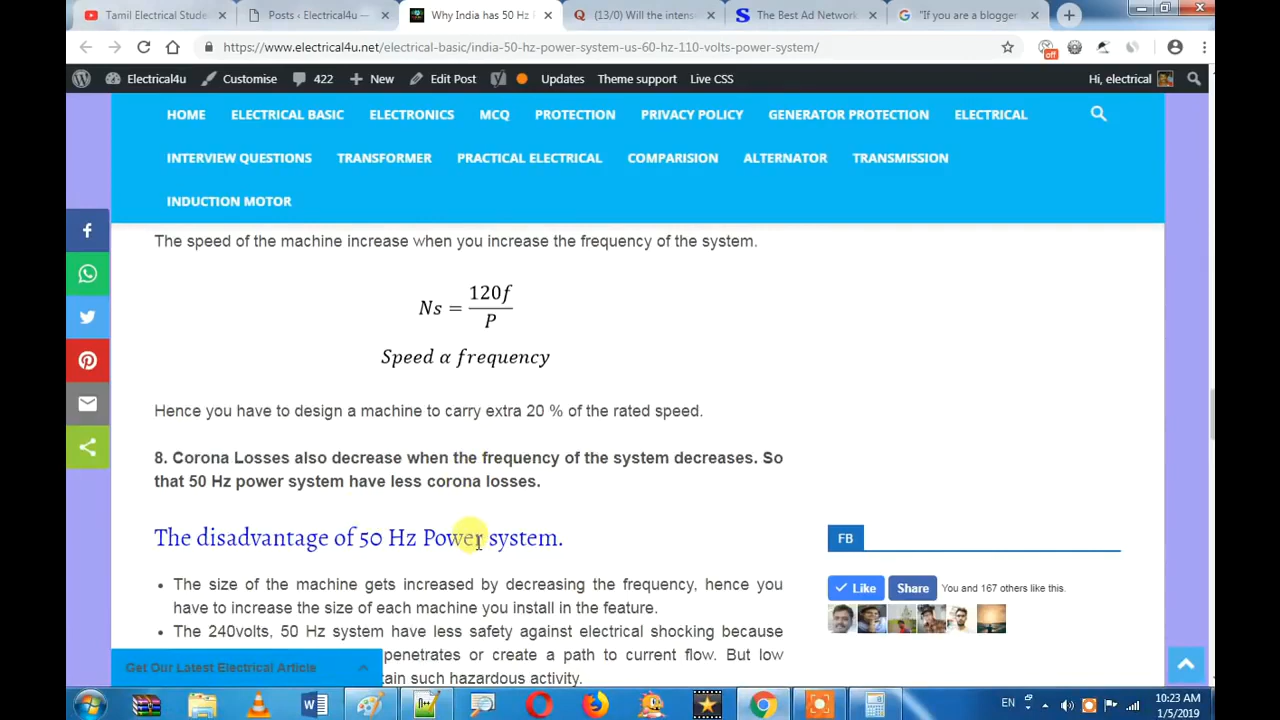 Tamil Electrical Stude
Posts ‹ Electrical4u —
Why India has 50 Hz
(13/0) Will the intens
The Best Ad Network
"If you are a blogger
https://www.electrical4u.net/electrical-basic/india-50-hz-power-system-us-60-hz-110-volts-power-system/
off
Electrical4u Customise 422 New Edit Post Updates Theme support Live CSS Hi, electrical
HOME ELECTRICAL BASIC ELECTRONICS MCQ PROTECTION PRIVACY POLICY GENERATOR PROTECTION ELECTRICAL
INTERVIEW QUESTIONS TRANSFORMER PRACTICAL ELECTRICAL COMPARISION ALTERNATOR TRANSMISSION
INDUCTION MOTOR
The speed of the machine increase when you increase the frequency of the system.
Ns = 120f / P
Speed α frequency
Hence you have to design a machine to carry extra 20 % of the rated speed.
8. Corona Losses also decrease when the frequency of the system decreases. So
that 50 Hz power system have less corona losses.
The disadvantage of 50 Hz Power system.
• The size of the machine gets increased by decreasing the frequency, hence you
have to increase the size of each machine you install in the feature.
• The 240volts, 50 Hz system have less safety against electrical shocking because
penetrates or create a path to current flow. But low
tain such hazardous activity.
FB
Like Share You and 167 others like this.
Get Our Latest Electrical Article
EN 10:23 AM
1/5/2019